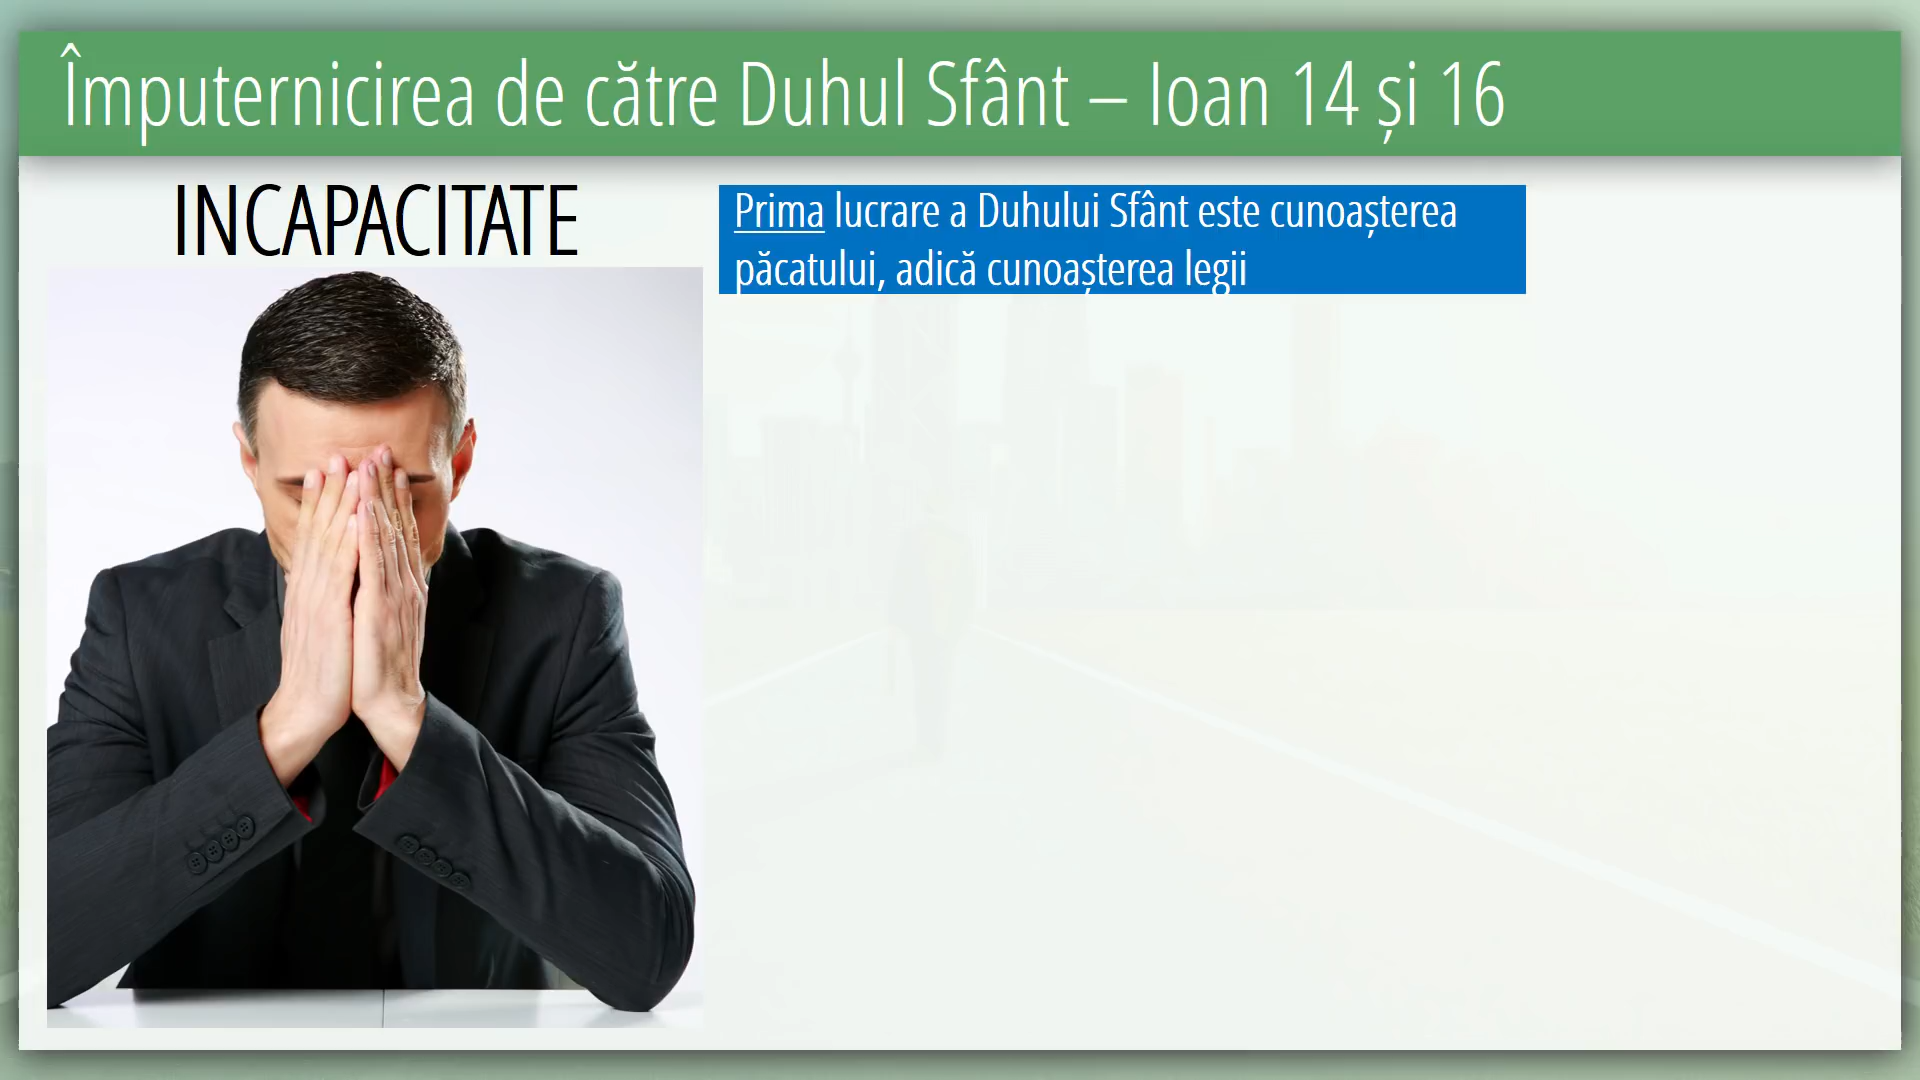 Împuternicirea de către Duhul Sfânt – Ioan 14 și 16
INCAPACITATE
Prima lucrare a Duhului Sfânt este cunoașterea
păcatului, adică cunoașterea legii